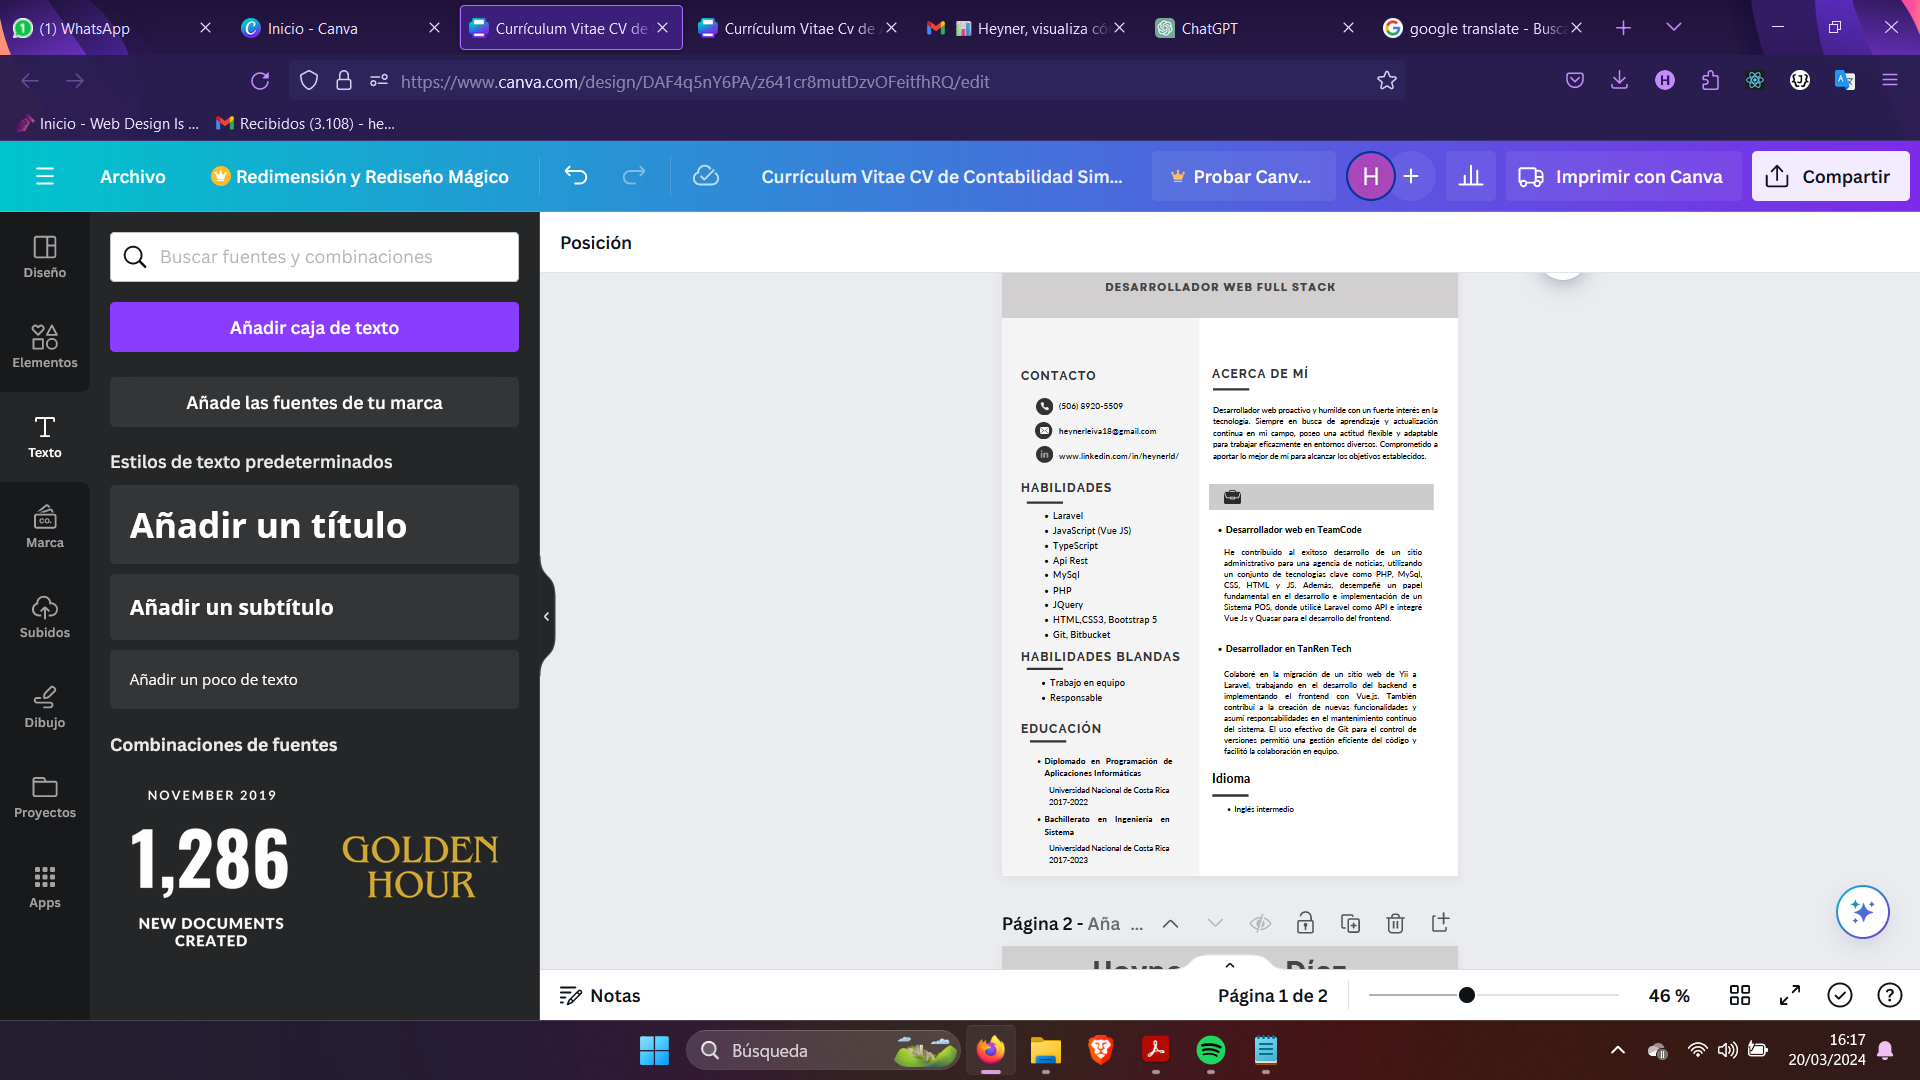 (1) WhatsApp
Inicio - Canva
Currículum Vitae CV de
Currículum Vitae Cv de
Heyner, visualiza có
ChatGPT
google translate - Busc
https://www.canva.com/design/DAF4q5nY6PA/z641cr8mutDzvOFeitfhRQ/edit
Inicio - Web Design Is ...
Recibidos (3.108) - he...
Archivo
Redimensión y Rediseño Mágico
Currículum Vitae CV de Contabilidad Sim...
Probar Canv...
H
Imprimir con Canva
Compartir
Diseño
Elementos
Texto
Marca
Subidos
Dibujo
Proyectos
Apps
Buscar fuentes y combinaciones
Añadir caja de texto
Añade las fuentes de tu marca
Estilos de texto predeterminados
Añadir un título
Añadir un subtítulo
Añadir un poco de texto
Combinaciones de fuentes
NOVEMBER 2019
1,286
NEW DOCUMENTS
CREATED
GOLDEN
HOUR
Posición
DESARROLLADOR WEB FULL STACK
CONTACTO
(506) 8920-5509
heynerleiva18@gmail.com
www.linkedin.com/in/heynerld/
HABILIDADES
• Laravel
• JavaScript (Vue JS)
• TypeScript
• Api Rest
• MySql
• PHP
• JQuery
• HTML,CSS3, Bootstrap 5
• Git, Bitbucket
HABILIDADES BLANDAS
• Trabajo en equipo
• Responsable
EDUCACIÓN
• Diplomado en Programación de
Aplicaciones Informáticas
Universidad Nacional de Costa Rica
2017-2022
• Bachillerato en Ingeniería en
Sistema
Universidad Nacional de Costa Rica
2017-2023
ACERCA DE MÍ
Desarrollador web proactivo y humilde con un fuerte interés en la
tecnología. Siempre en busca de aprendizaje y actualización
continua en mi campo, poseo una actitud flexible y adaptable
para trabajar eficazmente en entornos diversos. Comprometido a
aportar lo mejor de mí para alcanzar los objetivos establecidos.
• Desarrollador web en TeamCode
He contribuido al exitoso desarrollo de un sitio
administrativo para una agencia de noticias, utilizando
un conjunto de tecnologías clave como PHP, MySql,
CSS, HTML y JS. Además, desempeñé un papel
fundamental en el desarrollo e implementación de un
Sistema POS, donde utilicé Laravel como API e integré
Vue Js y Quasar para el desarrollo del frontend.
• Desarrollador en TanRen Tech
Colaboré en la migración de un sitio web de Yii a
Laravel, trabajando en el desarrollo del backend e
implementando el frontend con Vue.js. También
contribuí a la creación de nuevas funcionalidades y
asumí responsabilidades en el mantenimiento continuo
del sistema. El uso efectivo de Git para el control de
versiones permitió una gestión eficiente del código y
facilitó la colaboración en equipo.
Idioma
• Inglés intermedio
Página 2 - Aña ...
Díaz
Notas
Página 1 de 2
46 %
Búsqueda
16:17
20/03/2024